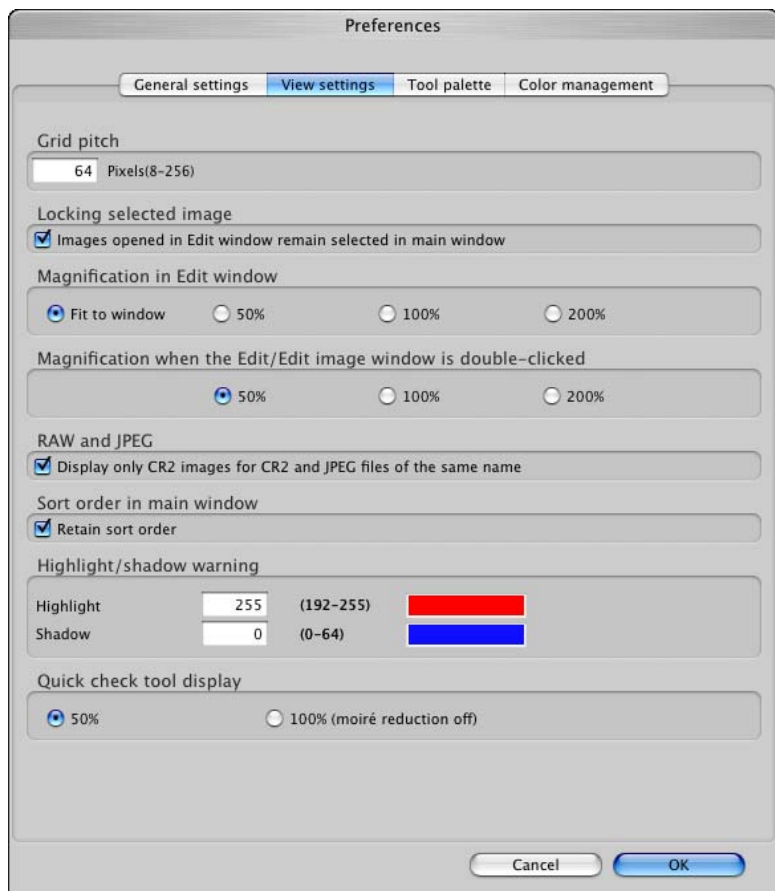 Preferences
General settings View settings Tool palette Color management
Grid pitch
64 Pixels(8-256)
Locking selected image
Images opened in Edit window remain selected in main window
Magnification in Edit window
Fit to window 50% 100% 200%
Magnification when the Edit/Edit image window is double-clicked
50% 100% 200%
RAW and JPEG
Display only CR2 images for CR2 and JPEG files of the same name
Sort order in main window
Retain sort order
Highlight/shadow warning
Highlight 255 (192-255)
Shadow 0 (0-64)
Quick check tool display
50% 100% (moiré reduction off)
Cancel OK